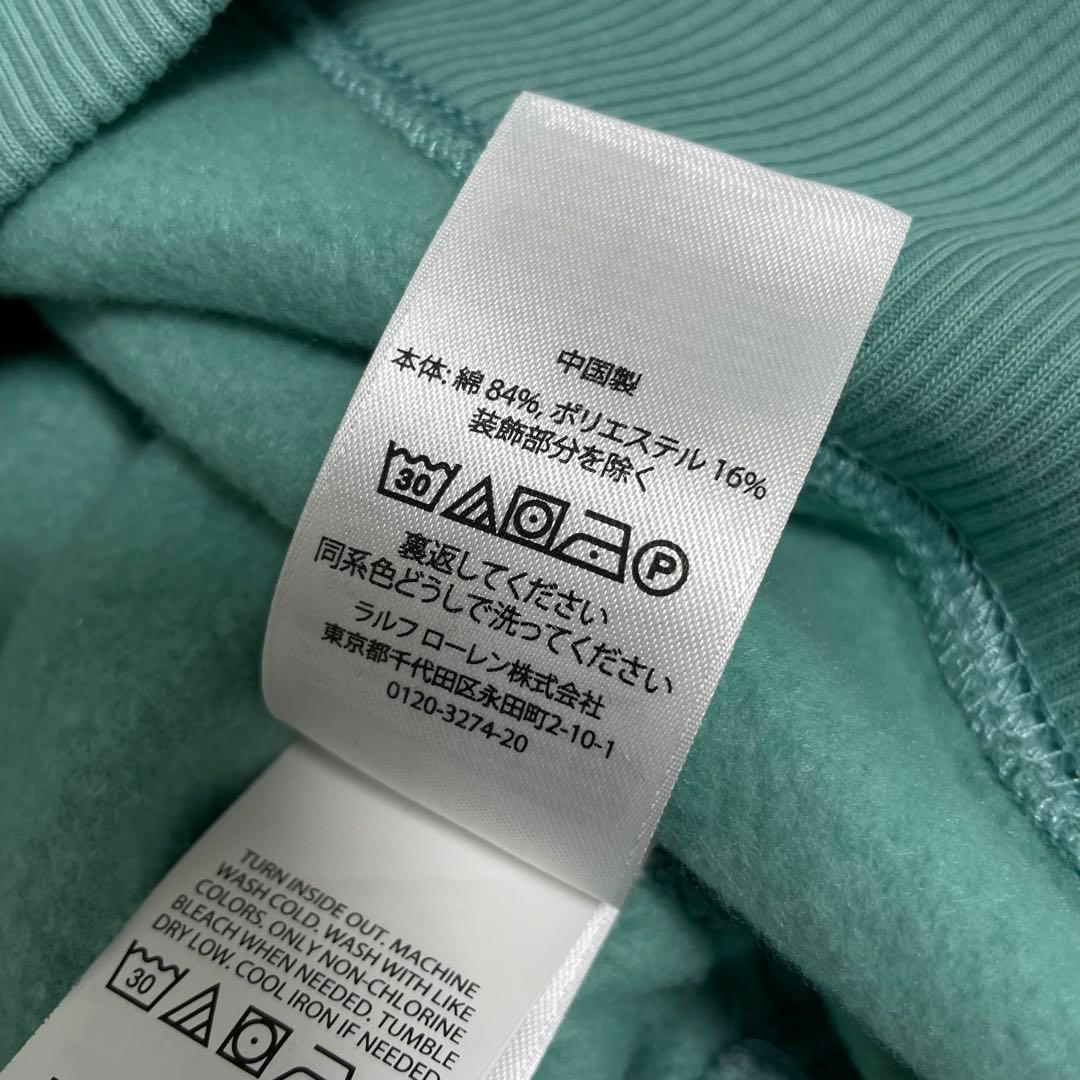 中国製
本体: 綿 84%, ポリエステル 16%
装飾部分を除く
30 P
裏返してください
同系色どうしで洗ってください
ラルフ ローレン株式会社
東京都千代田区永田町2-10-1
0120-3274-20
TURN INSIDE OUT. MACHINE
WASH COLD. WASH WITH LIKE
COLORS. ONLY NON-CHLORINE
BLEACH WHEN NEEDED. TUMBLE
DRY LOW. COOL IRON IF NEEDED.
30